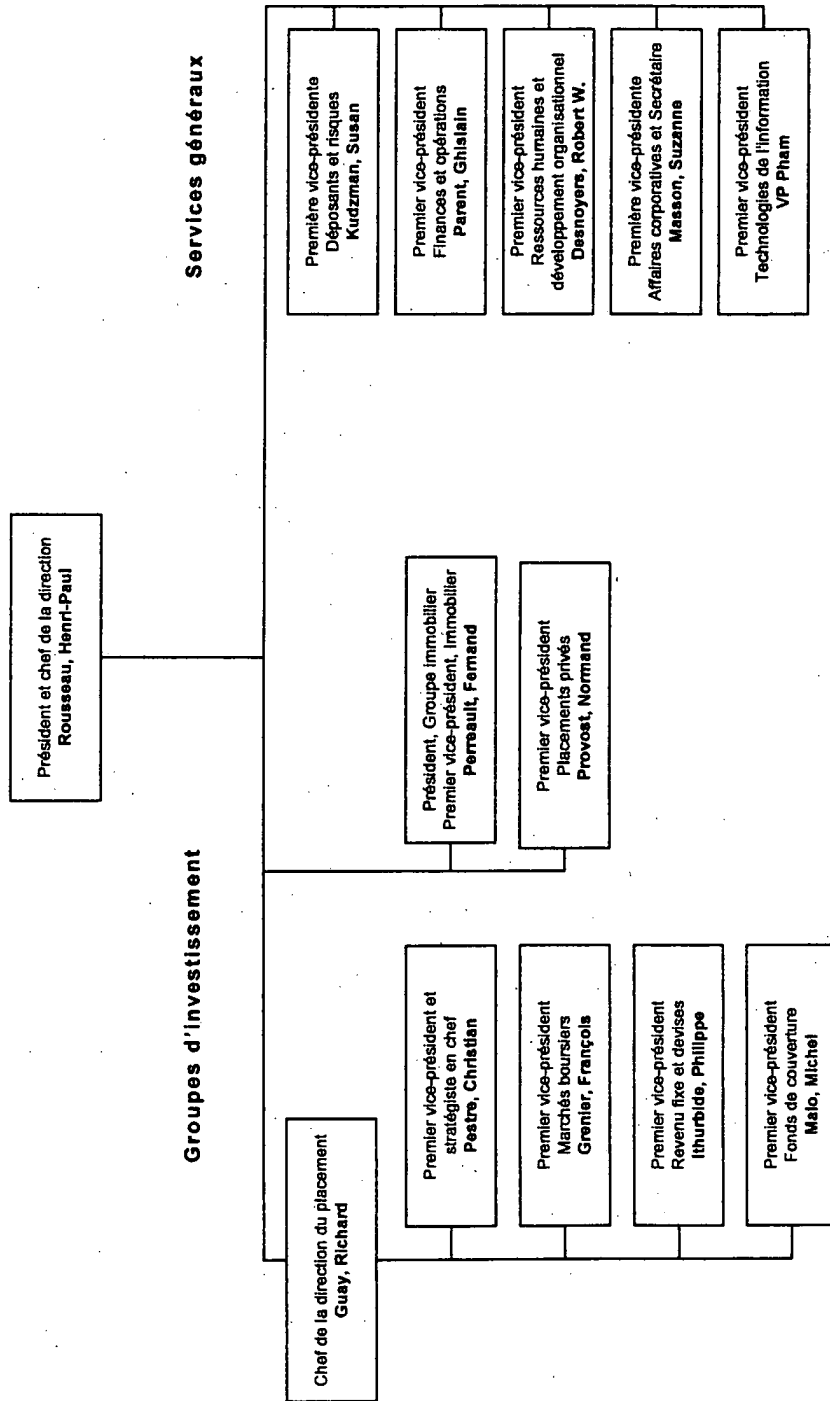 Président et chef de la direction
Rousseau, Henri-Paul
Groupes d'investissement
Services généraux
Chef de la direction du placement
Guay, Richard
Premier vice-président et
stratégiste en chef
Pestre, Christian
Premier vice-président
Marchés boursiers
Grenier, François
Premier vice-président
Revenu fixe et devises
Ithurbide, Philippe
Premier vice-président
Fonds de couverture
Malo, Michel
Président, Groupe immobilier
Premier vice-président, Immobilier
Perreault, Fernand
Premier vice-président
Placements privés
Provost, Normand
Première vice-présidente
Déposants et risques
Kudzman, Susan
Premier vice-président
Finances et opérations
Parent, Ghislain
Premier vice-président
Ressources humaines et
développement organisationnel
Desnoyers, Robert W.
Première vice-présidente
Affaires corporatives et Secrétaire
Masson, Suzanne
Premier vice-président
Technologies de l'information
VP Pham